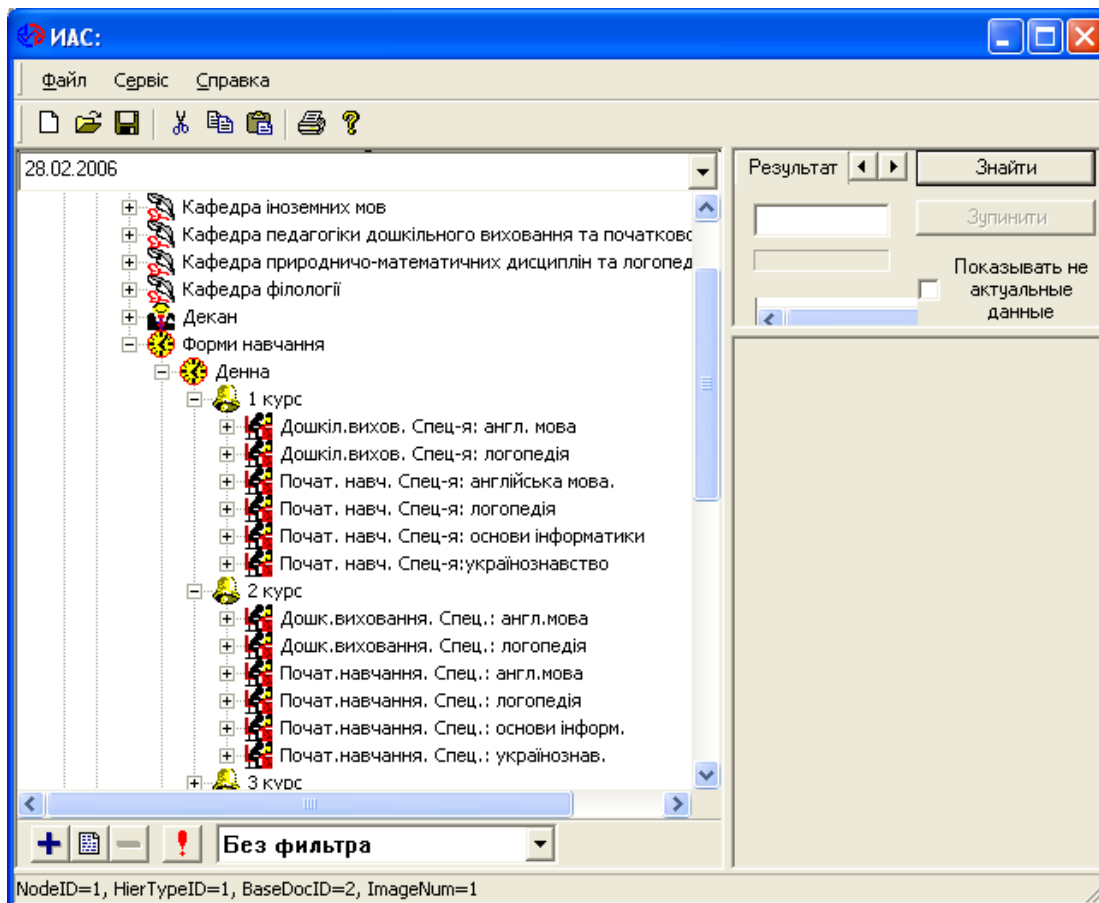 ИАС:
Файл Сервіс Справка
28.02.2006
Результат
Знайти
Зупинити
Показывать не
актуальные
данные
Кафедра іноземних мов
Кафедра педагогіки дошкільного виховання та початково
Кафедра природничо-математичних дисциплін та логопед
Кафедра філології
Декан
Форми навчання
Денна
1 курс
Дошкіл.вихов. Спец-я: англ. мова
Дошкіл.вихов. Спец-я: логопедія
Почат. навч. Спец-я: англійська мова.
Почат. навч. Спец-я: логопедія
Почат. навч. Спец-я: основи інформатики
Почат. навч. Спец-я:українознавство
2 курс
Дошк.виховання. Спец.: англ.мова
Дошк.виховання. Спец.: логопедія
Почат.навчання. Спец.: англ.мова
Почат.навчання. Спец.: логопедія
Почат.навчання. Спец.: основи інформ.
Почат.навчання. Спец.: українознав.
3 курс
Без фильтра
NodeID=1, HierTypeID=1, BaseDocID=2, ImageNum=1